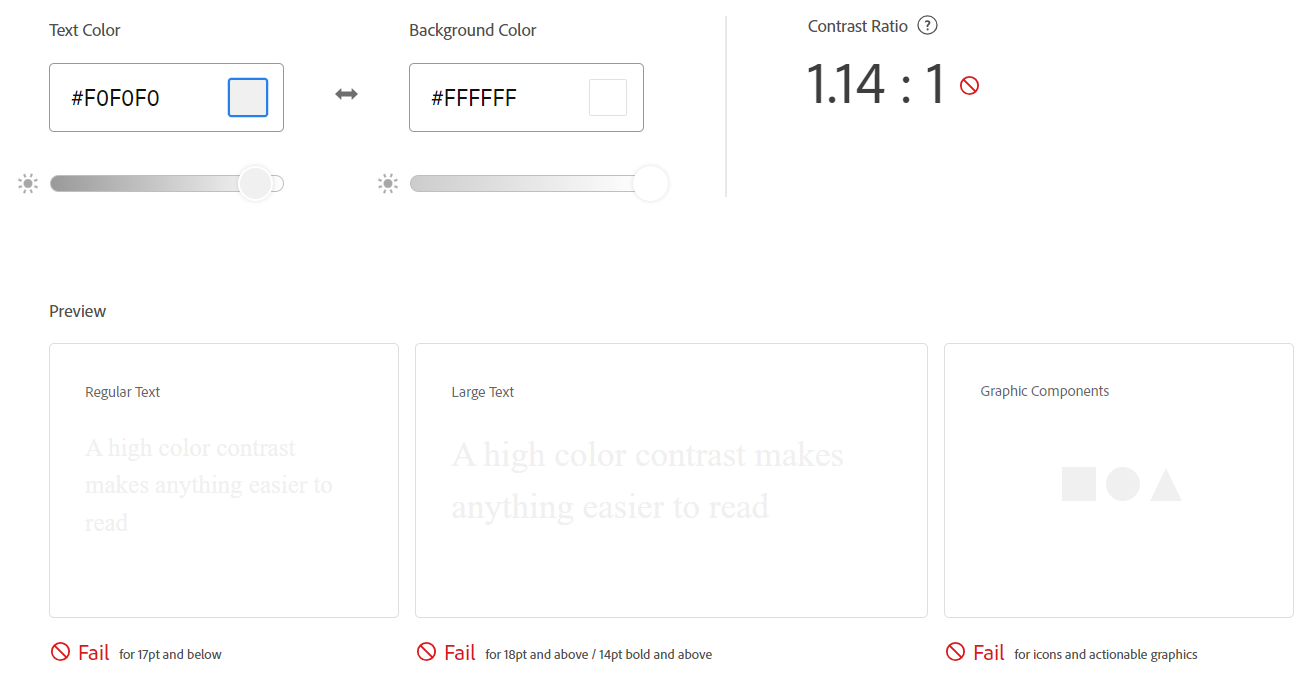 Text Color
Background Color
Contrast Ratio ?
#F0F0F0
#FFFFFF
1.14 : 1
Preview
Regular Text
A high color contrast
makes anything easier to
read
Large Text
A high color contrast makes
anything easier to read
Graphic Components
Fail for 17pt and below
Fail for 18pt and above / 14pt bold and above
Fail for icons and actionable graphics